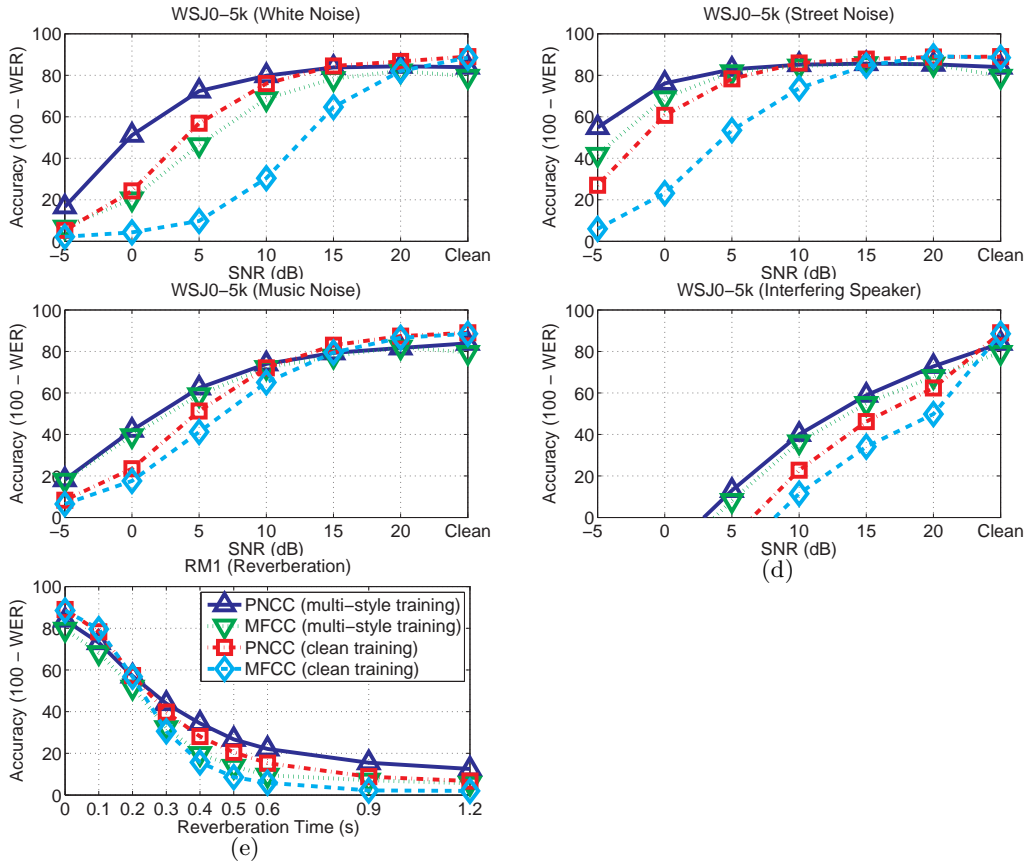 WSJ0−5k (White Noise)
Accuracy (100 − WER)
100
80
60
40
20
0
−5 0 5 10 15 20 Clean
SNR (dB)
WSJ0−5k (Street Noise)
Accuracy (100 − WER)
100
80
60
40
20
0
−5 0 5 10 15 20 Clean
SNR (dB)
WSJ0−5k (Music Noise)
Accuracy (100 − WER)
100
80
60
40
20
0
−5 0 5 10 15 20 Clean
SNR (dB)
WSJ0−5k (Interfering Speaker)
Accuracy (100 − WER)
100
80
60
40
20
0
−5 0 5 10 15 20 Clean
SNR (dB)
(d)
RM1 (Reverberation)
Accuracy (100 − WER)
100
80
60
40
20
0
PNCC (multi−style training)
MFCC (multi−style training)
PNCC (clean training)
MFCC (clean training)
0 0.1 0.2 0.3 0.4 0.5 0.6 0.9 1.2
Reverberation Time (s)
(e)